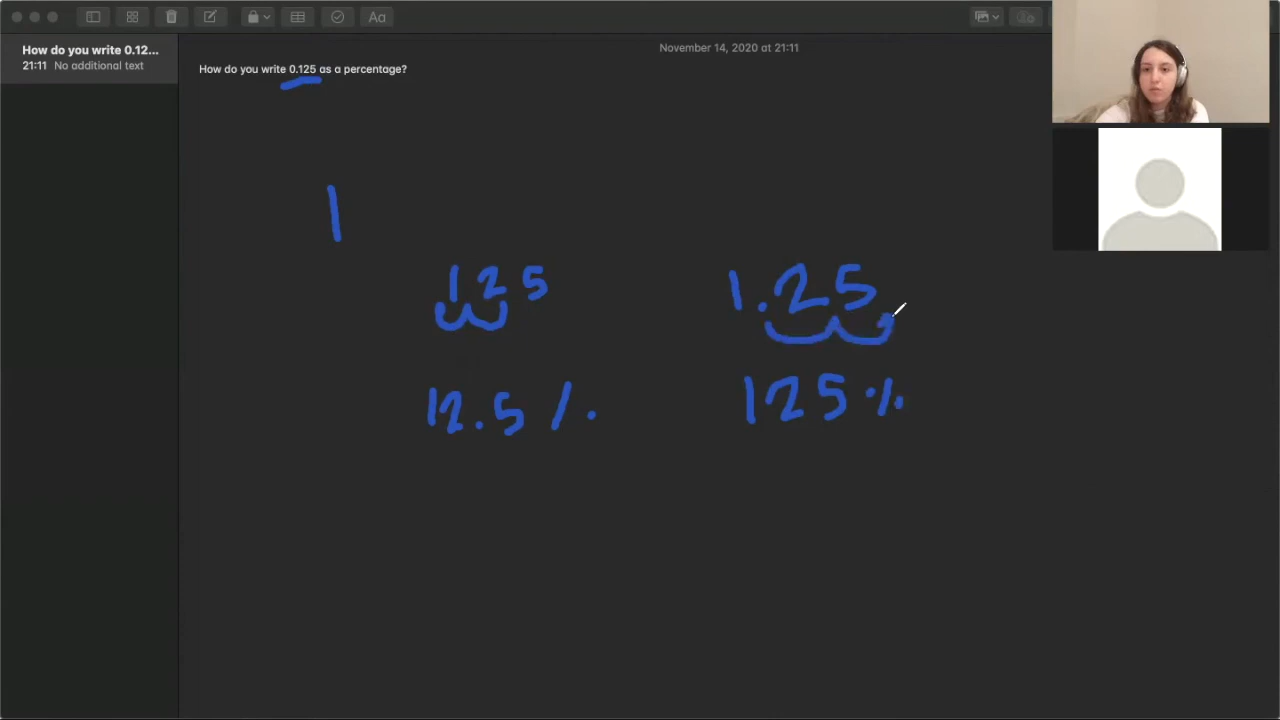 Aa
November 14, 2020 at 21:11
How do you write 0.12...
21:11 No additional text
How do you write 0.125 as a percentage?
1
125
1.25
12.5 /.
125%